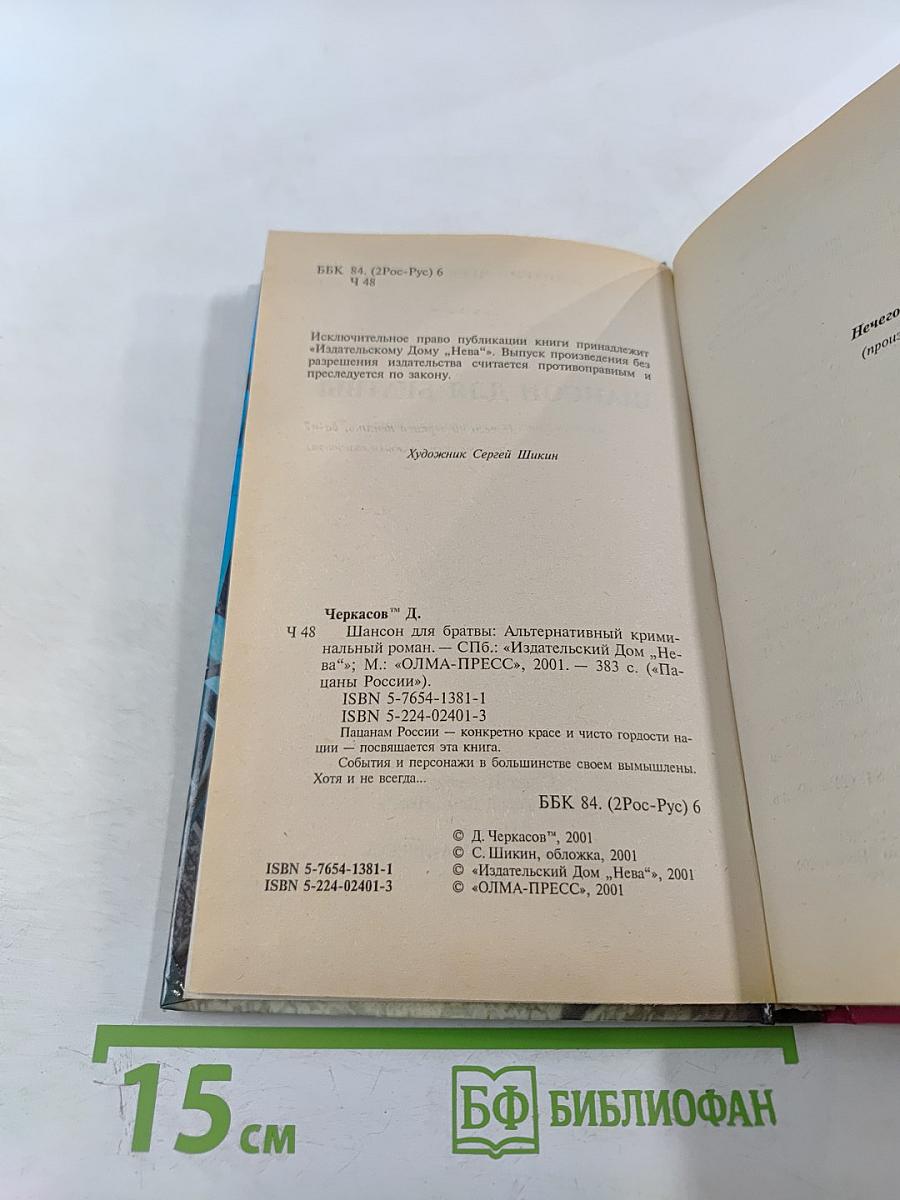 ББК 84. (2Рос-Рус) 6
Ч 48
Исключительное право публикации книги принадлежит
«Издательскому Дому „Нева“». Выпуск произведения без
разрешения издательства считается противоправным и
преследуется по закону.
Художник Сергей Шикин
Черкасов™ Д.
Ч 48 Шансон для братвы: Альтернативный крими-
нальный роман. — СПб.: «Издательский Дом „Не-
ва“»; М.: «ОЛМА-ПРЕСС», 2001. — 383 с. («Па-
цаны России»).
ISBN 5-7654-1381-1
ISBN 5-224-02401-3
Пацанам России — конкретно красе и чисто гордости на-
ции — посвящается эта книга.
События и персонажи в большинстве своем вымышлены.
Хотя и не всегда...
ББК 84. (2Рос-Рус) 6
© Д. Черкасов™, 2001
© С. Шикин, обложка, 2001
ISBN 5-7654-1381-1 © «Издательский Дом „Нева“», 2001
ISBN 5-224-02401-3 © «ОЛМА-ПРЕСС», 2001
Нечего
(произ
15 см
БФ БИБЛИОФАН